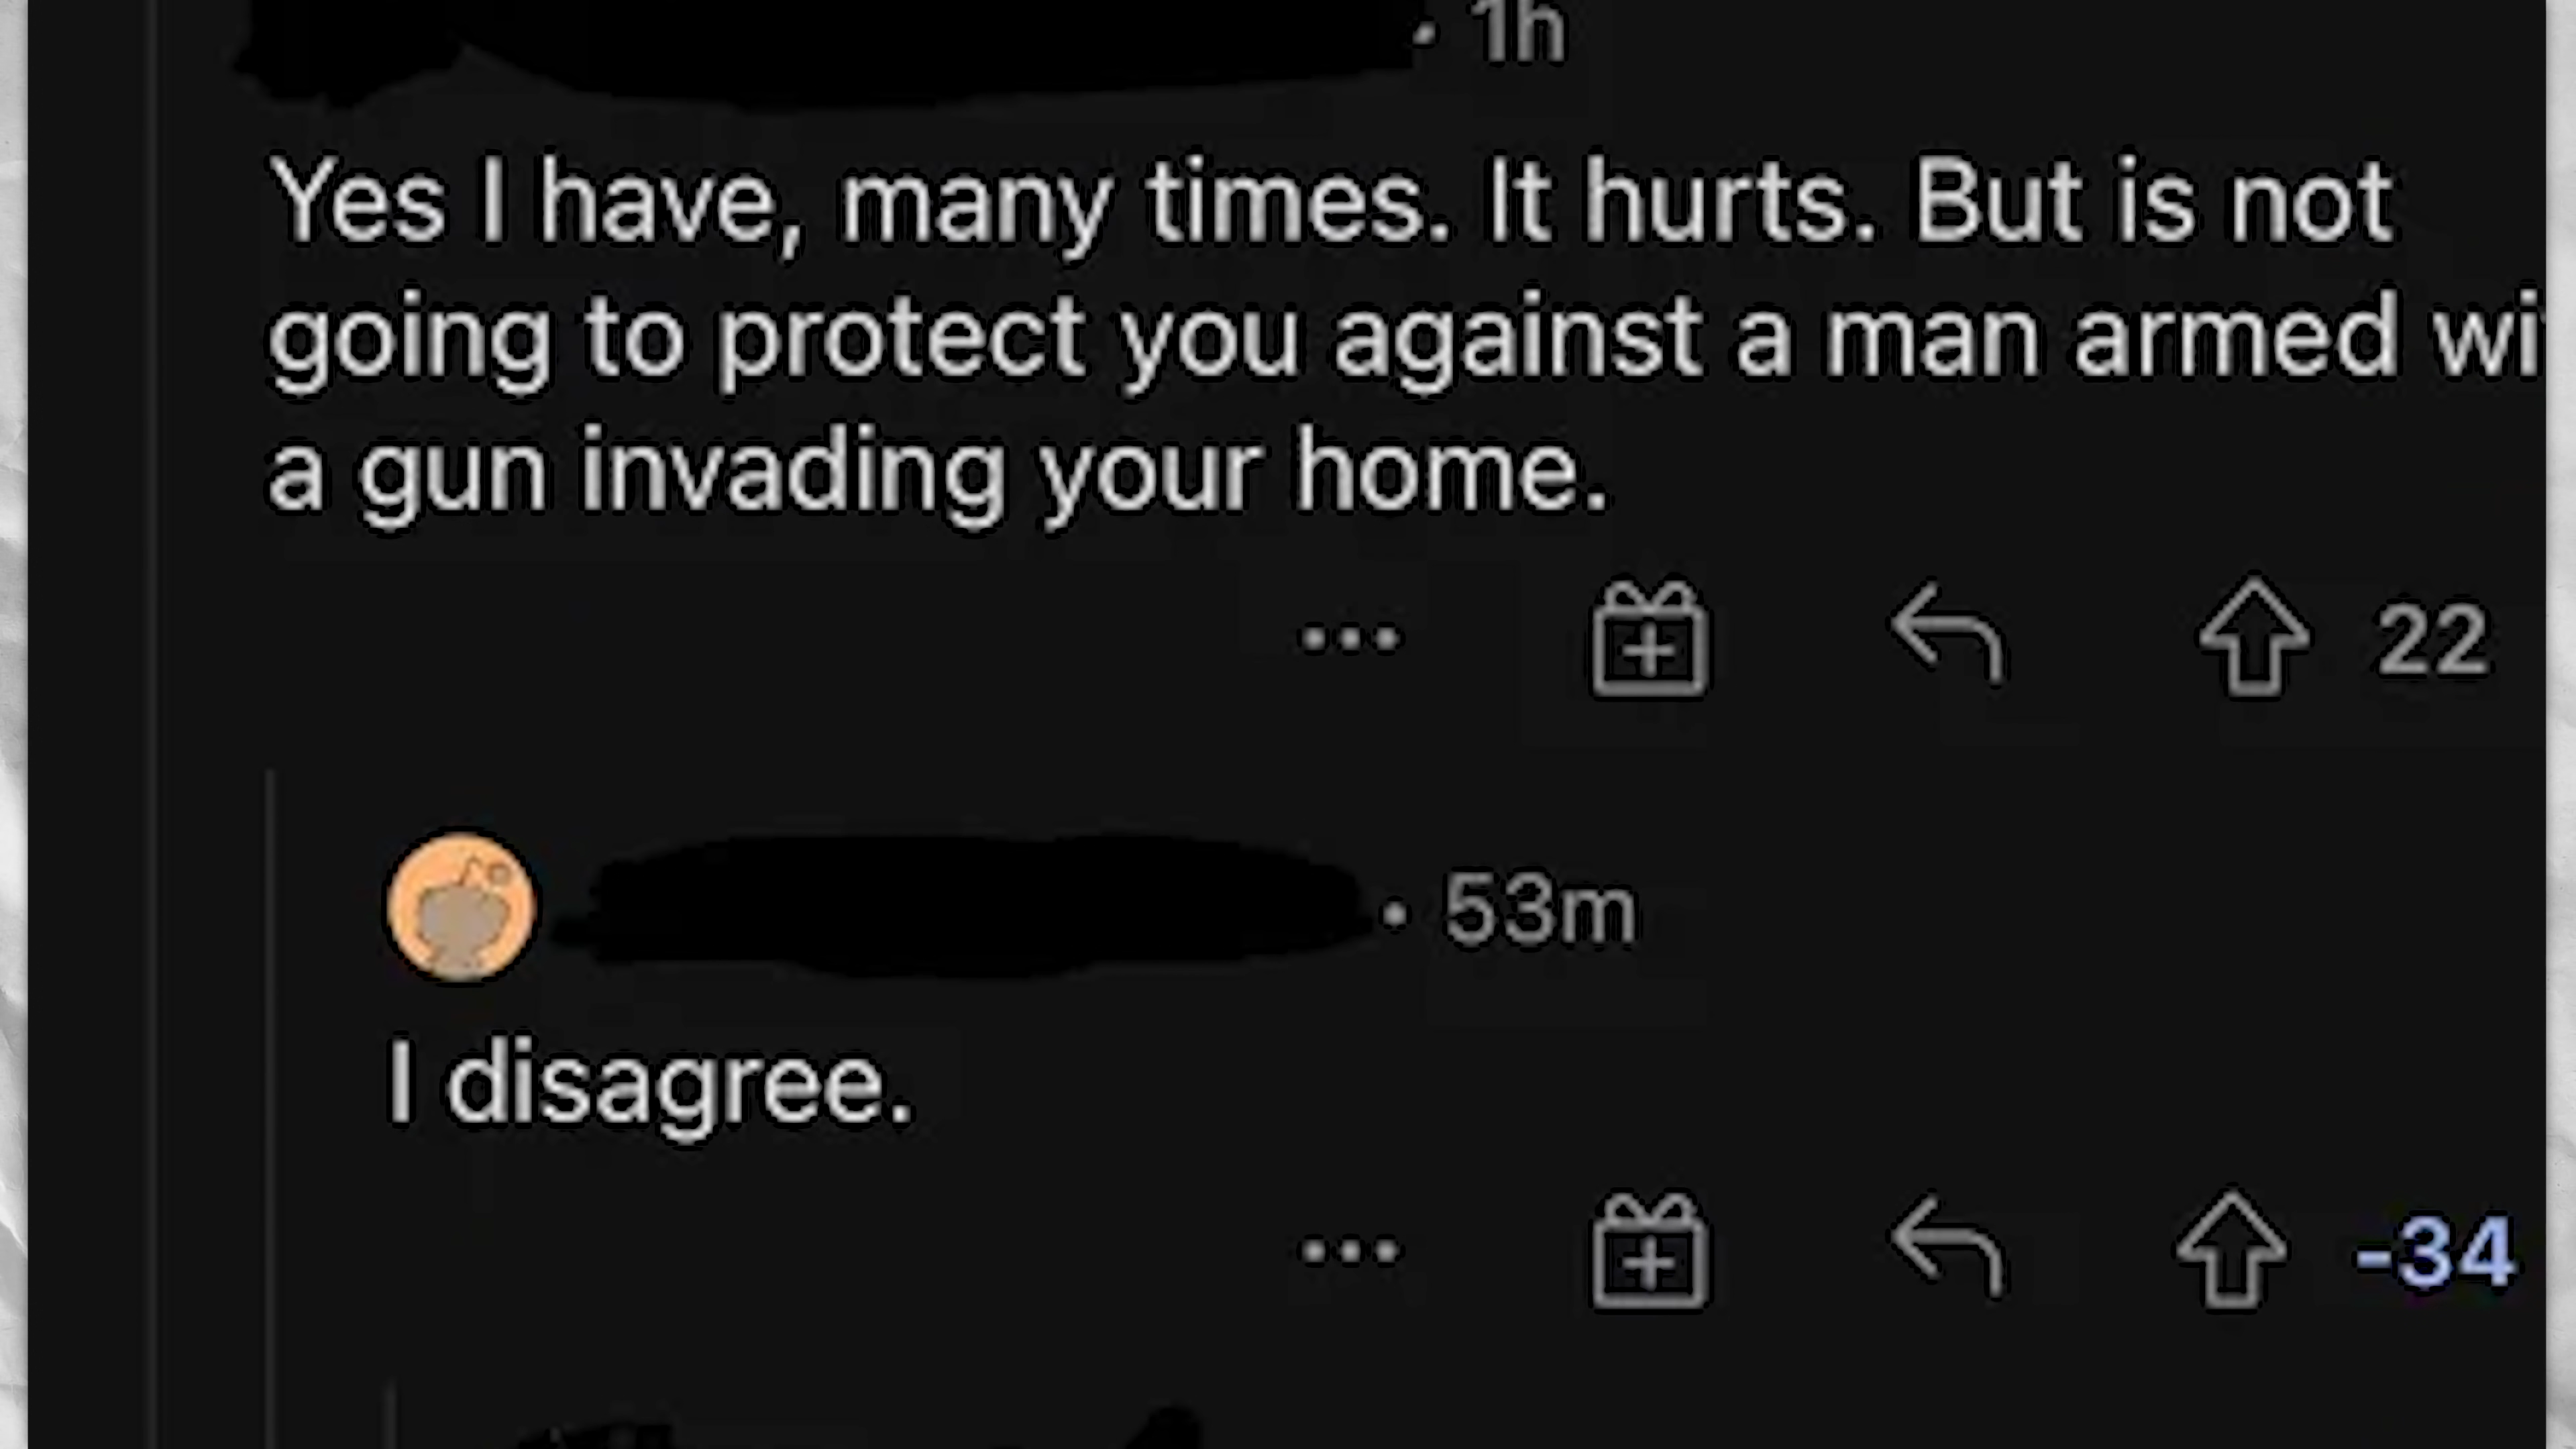 • 1h
Yes I have, many times. It hurts. But is not
going to protect you against a man armed
a gun invading your home.
22
• 53m
I disagree.
-34